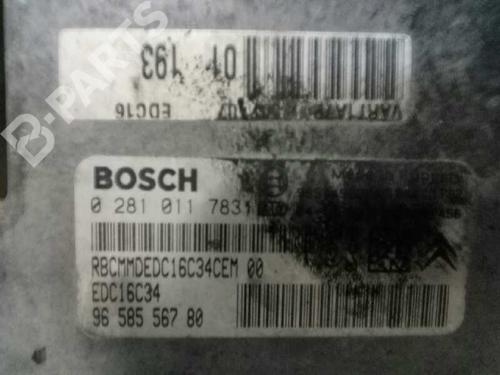 B-PARTS
01 193
EDC16
BOSCH
0 281 011 783
RBCMMDEDC16C34CEM 00
EDC16C34
96 585 567 80